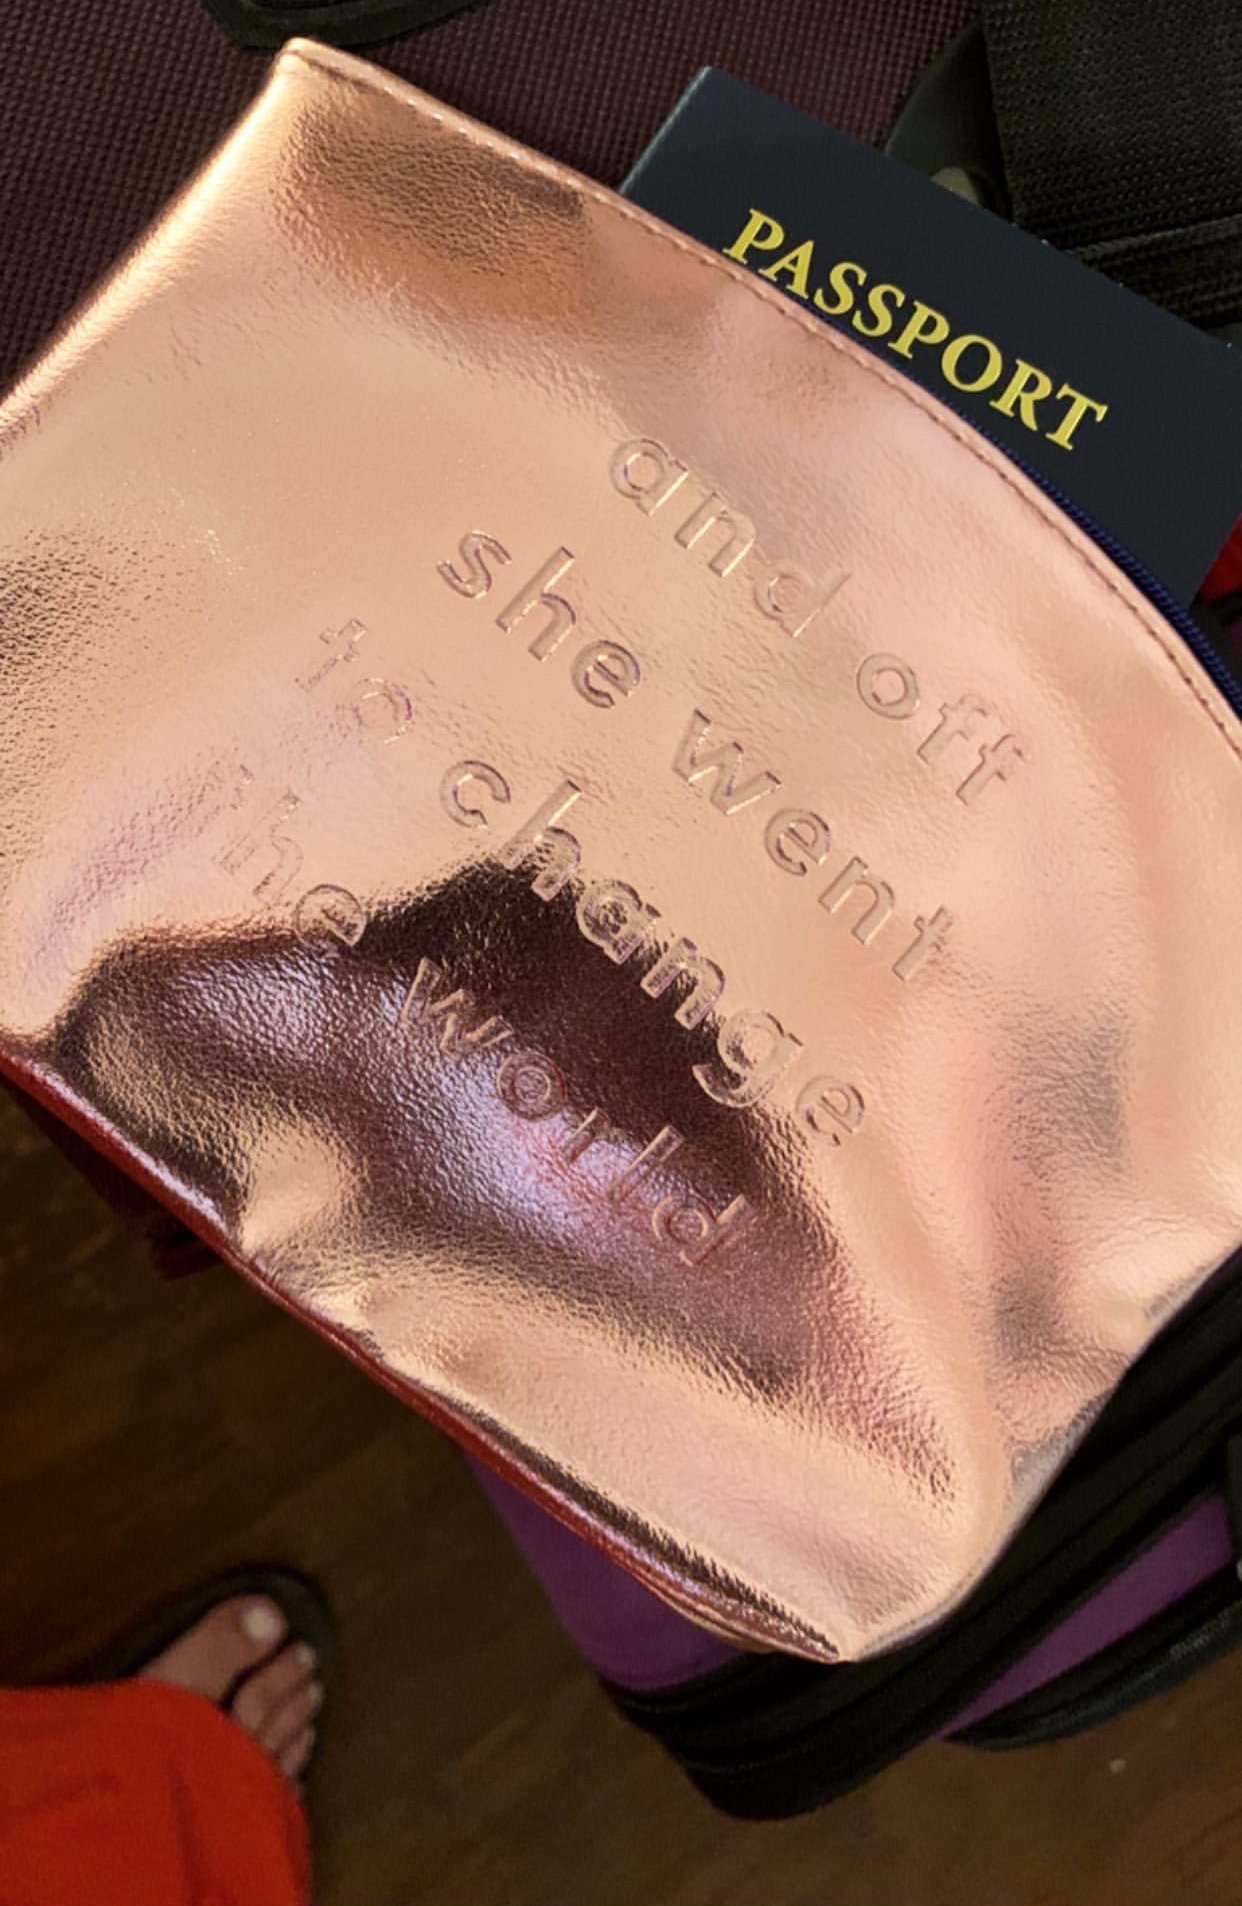 PASSPORT
and off
she went
to change
the world